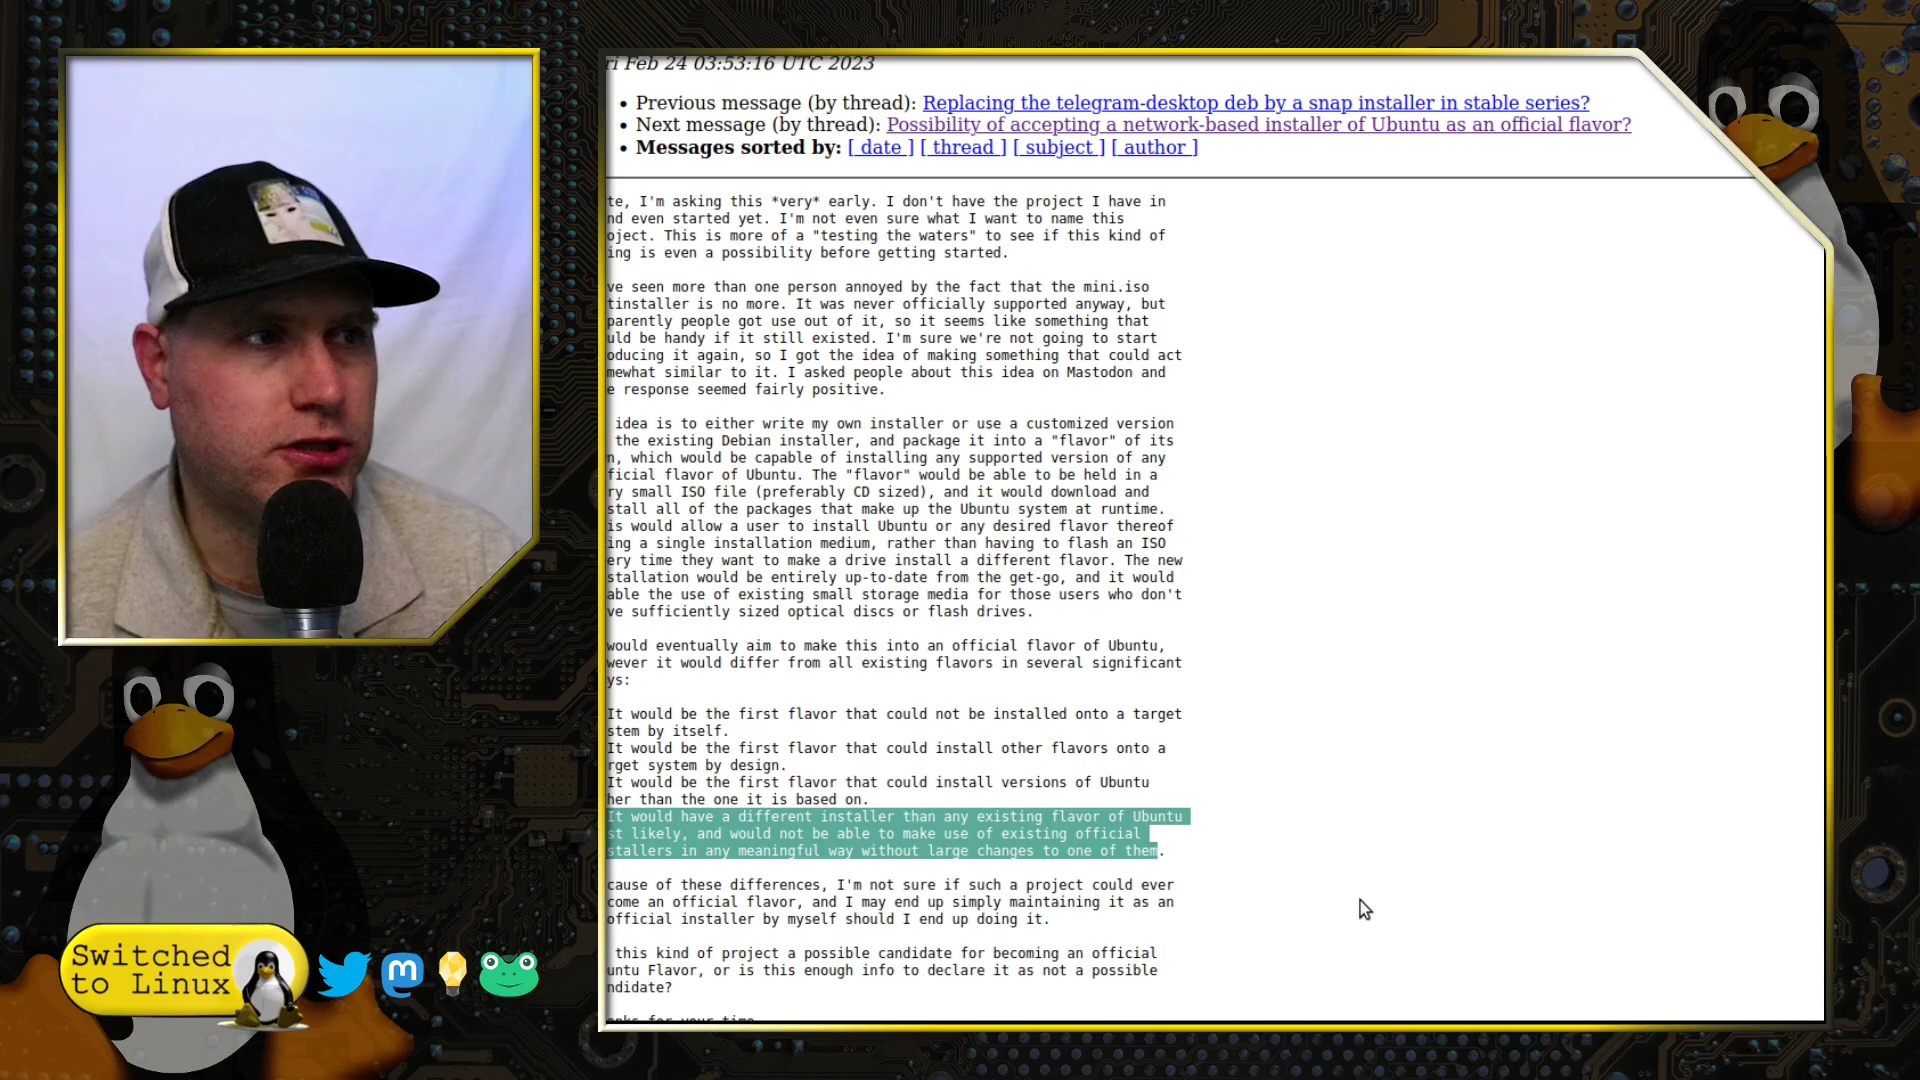 ri Feb 24 03:53:16 UTC 2023
• Previous message (by thread): Replacing the telegram-desktop deb by a snap installer in stable series?
• Next message (by thread): Possibility of accepting a network-based installer of Ubuntu as an official flavor?
• Messages sorted by: [ date ] [ thread ] [ subject ] [ author ]
te, I'm asking this *very* early. I don't have the project I have in
nd even started yet. I'm not even sure what I want to name this
oject. This is more of a "testing the waters" to see if this kind of
ing is even a possibility before getting started.
ve seen more than one person annoyed by the fact that the mini.iso
tinstaller is no more. It was never officially supported anyway, but
parently people got use out of it, so it seems like something that
uld be handy if it still existed. I'm sure we're not going to start
oducing it again, so I got the idea of making something that could act
mewhat similar to it. I asked people about this idea on Mastodon and
e response seemed fairly positive.
idea is to either write my own installer or use a customized version
the existing Debian installer, and package it into a "flavor" of its
n, which would be capable of installing any supported version of any
ficial flavor of Ubuntu. The "flavor" would be able to be held in a
ry small ISO file (preferably CD sized), and it would download and
stall all of the packages that make up the Ubuntu system at runtime.
is would allow a user to install Ubuntu or any desired flavor thereof
ing a single installation medium, rather than having to flash an ISO
ery time they want to make a drive install a different flavor. The new
stallation would be entirely up-to-date from the get-go, and it would
able the use of existing small storage media for those users who don't
ve sufficiently sized optical discs or flash drives.
would eventually aim to make this into an official flavor of Ubuntu,
wever it would differ from all existing flavors in several significant
ys:
It would be the first flavor that could not be installed onto a target
stem by itself.
It would be the first flavor that could install other flavors onto a
rget system by design.
It would be the first flavor that could install versions of Ubuntu
her than the one it is based on.
It would have a different installer than any existing flavor of Ubuntu
st likely, and would not be able to make use of existing official
stallers in any meaningful way without large changes to one of them.
cause of these differences, I'm not sure if such a project could ever
come an official flavor, and I may end up simply maintaining it as an
official installer by myself should I end up doing it.
this kind of project a possible candidate for becoming an official
untu Flavor, or is this enough info to declare it as not a possible
ndidate?
anks for your time
Switched
to Linux